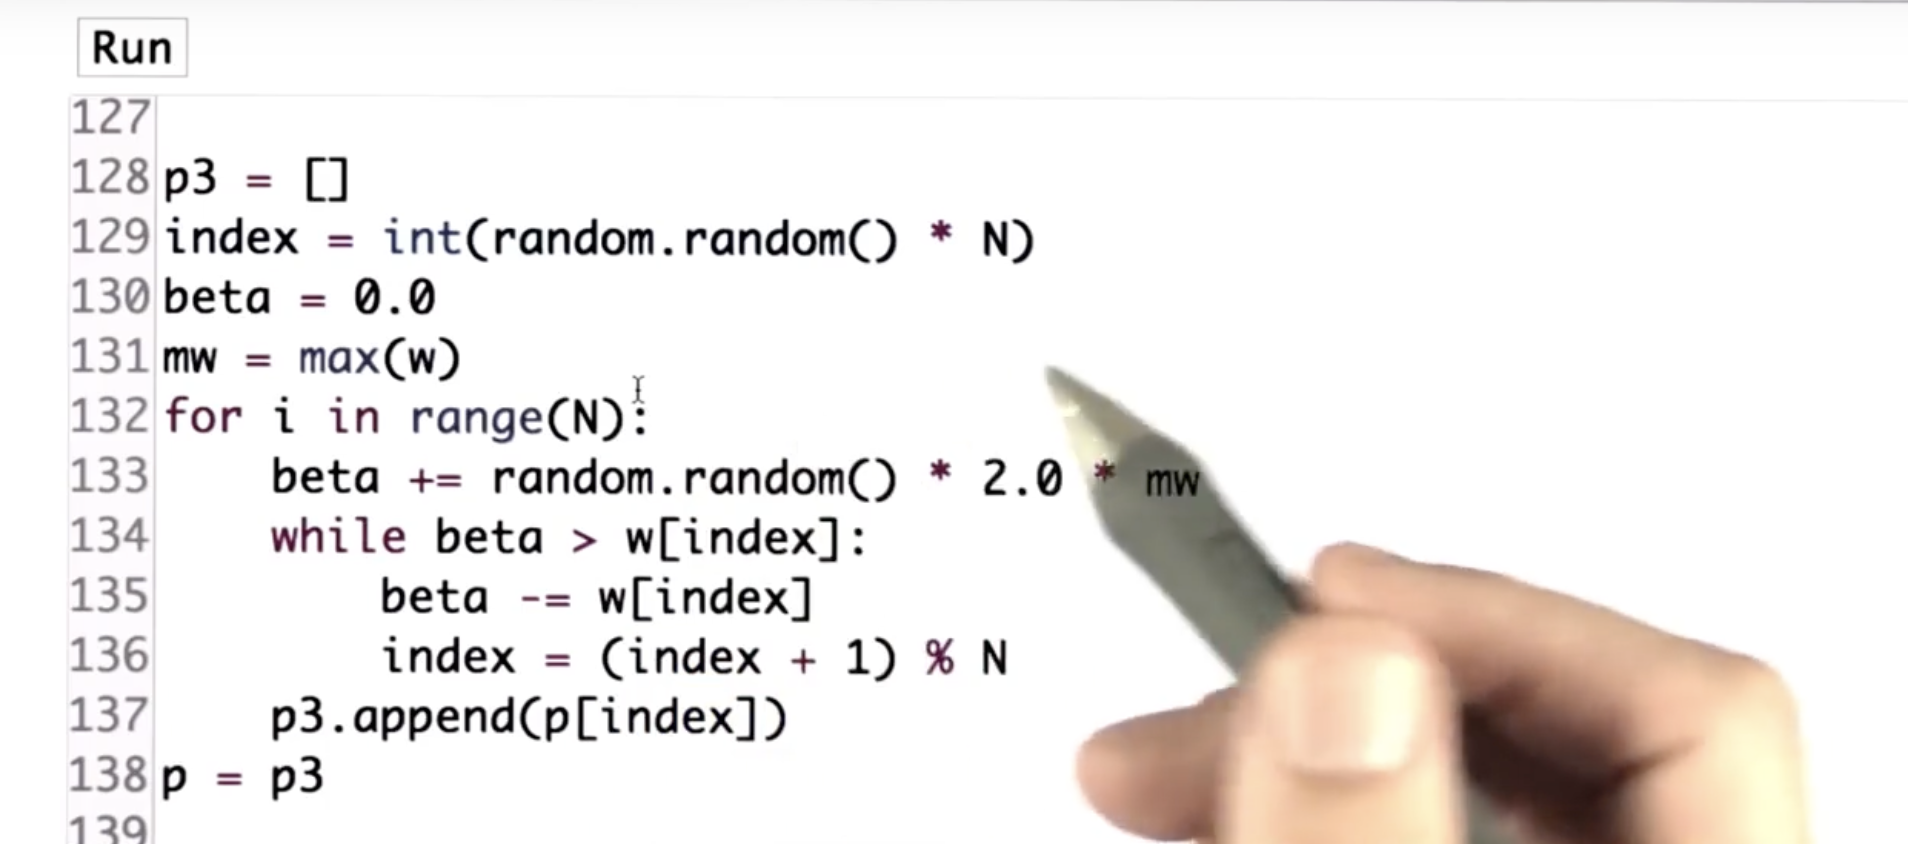 Run
127
128 p3 = []
129 index = int(random.random() * N)
130 beta = 0.0
131 mw = max(w)
132 for i in range(N):
133     beta += random.random() * 2.0 * mw
134     while beta > w[index]:
135         beta -= w[index]
136         index = (index + 1) % N
137     p3.append(p[index])
138 p = p3
139